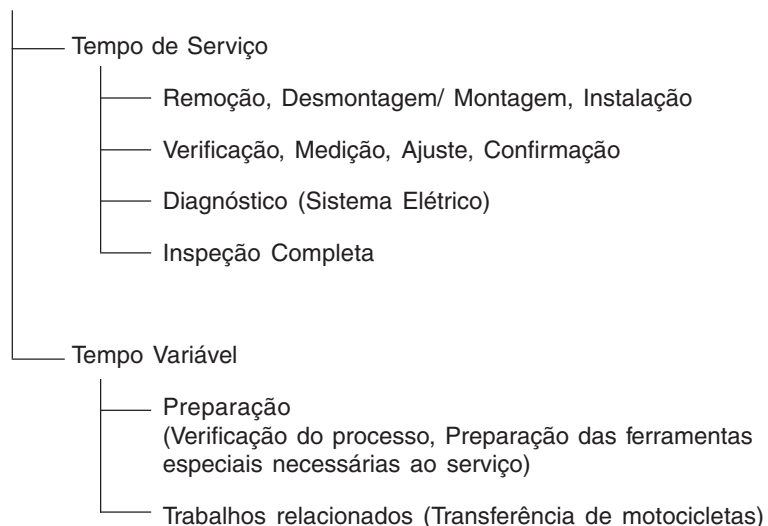 Tempo de Serviço
Remoção, Desmontagem/ Montagem, Instalação
Verificação, Medição, Ajuste, Confirmação
Diagnóstico (Sistema Elétrico)
Inspeção Completa
Tempo Variável
Preparação
(Verificação do processo, Preparação das ferramentas
especiais necessárias ao serviço)
Trabalhos relacionados (Transferência de motocicletas)